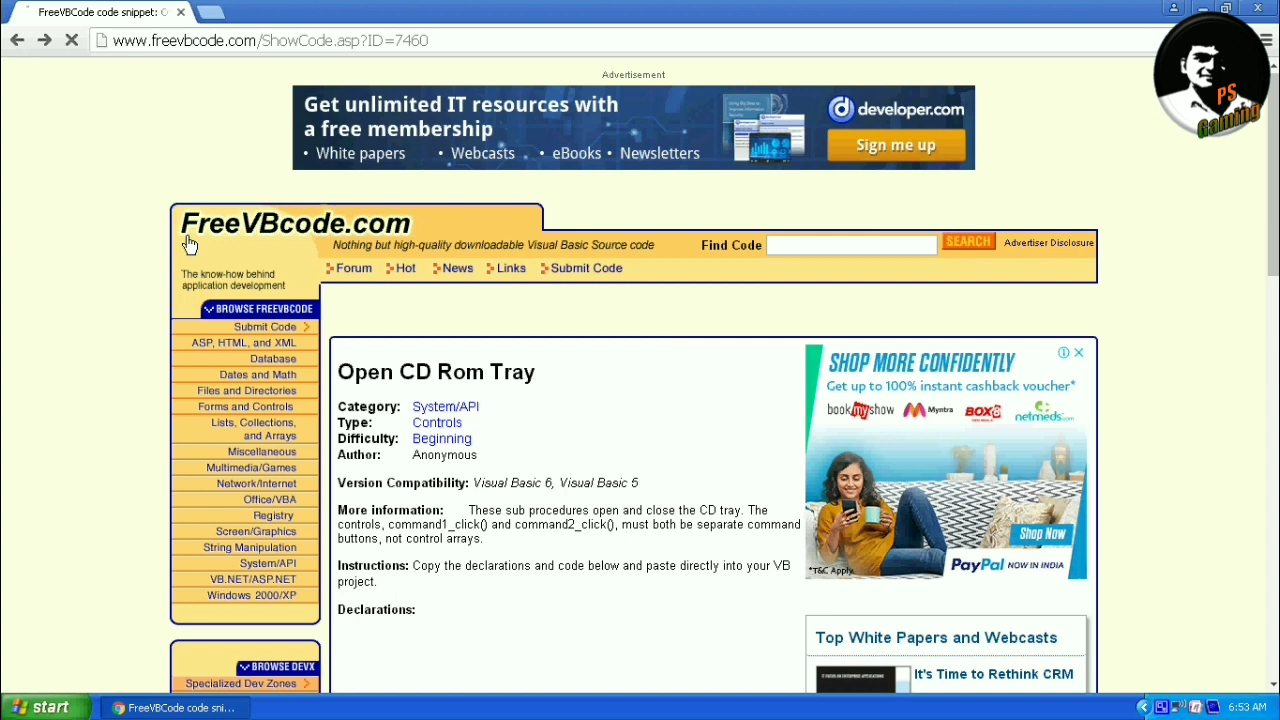 FreeVBCode code snippet: O
www.freevbcode.com/ShowCode.asp?ID=7460
PS
Gaming
Advertisement
Get unlimited IT resources with
a free membership
• White papers • Webcasts • eBooks • Newsletters
developer.com
Sign me up
FreeVBcode.com
Nothing but high-quality downloadable Visual Basic Source code
Find Code
SEARCH
Advertiser Disclosure
The know-how behind
application development
Forum Hot News Links Submit Code
BROWSE FREEVBCODE
Submit Code
ASP, HTML, and XML
Database
Dates and Math
Files and Directories
Forms and Controls
Lists, Collections,
and Arrays
Miscellaneous
Multimedia/Games
Network/Internet
Office/VBA
Registry
Screen/Graphics
String Manipulation
System/API
VB.NET/ASP.NET
Windows 2000/XP
BROWSE DEVX
Specialized Dev Zones
Open CD Rom Tray
Category: System/API
Type: Controls
Difficulty: Beginning
Author: Anonymous
Version Compatibility: Visual Basic 6, Visual Basic 5
More information: These sub procedures open and close the CD tray. The
controls, command1_click() and command2_click(), must both be separate command
buttons, not control arrays.
Instructions: Copy the declarations and code below and paste directly into your VB
project.
Declarations:
SHOP MORE CONFIDENTLY
Get up to 100% instant cashback voucher*
bookmyshow Myntra BOX8 netmeds.com
Shop Now
*T&C Apply.
PayPal NOW IN INDIA
Top White Papers and Webcasts
It's Time to Rethink CRM
start
FreeVBCode code sni...
6:53 AM